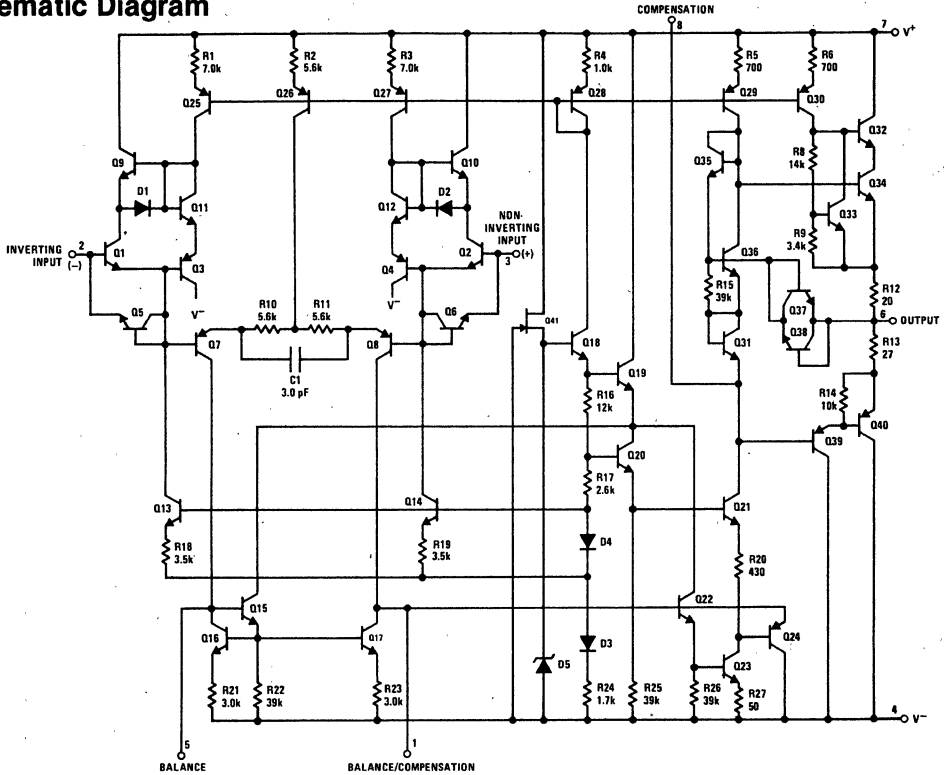 ematic Diagram
COMPENSATION
8
7
V+
R1
7.0k
R2
5.6k
R3
7.0k
R4
1.0k
R5
700
R6
700
Q25
Q26
Q27
Q28
Q29
Q30
Q32
Q9
Q10
Q35
R8
14k
Q34
D1
D2
Q11
Q12
Q33
NON-
INVERTING
INPUT
3
(+)
R9
3.4k
INVERTING
INPUT
2
(-)
Q1
Q3
Q4
Q2
Q36
V-
V-
R15
39k
Q37
Q38
R12
20
6
OUTPUT
Q5
R10
5.6k
R11
5.6k
Q6
Q41
Q7
Q8
C1
3.0 pF
Q18
Q31
R13
27
Q19
R16
12k
R14
10k
Q40
Q39
Q20
R17
2.6k
Q13
Q14
Q21
R18
3.5k
R19
3.5k
D4
R20
430
Q15
Q22
Q16
Q17
Q24
D3
D5
Q23
R21
3.0k
R22
39k
R23
3.0k
R24
1.7k
R25
39k
R26
39k
R27
50
4
V-
5
1
BALANCE
BALANCE/COMPENSATION